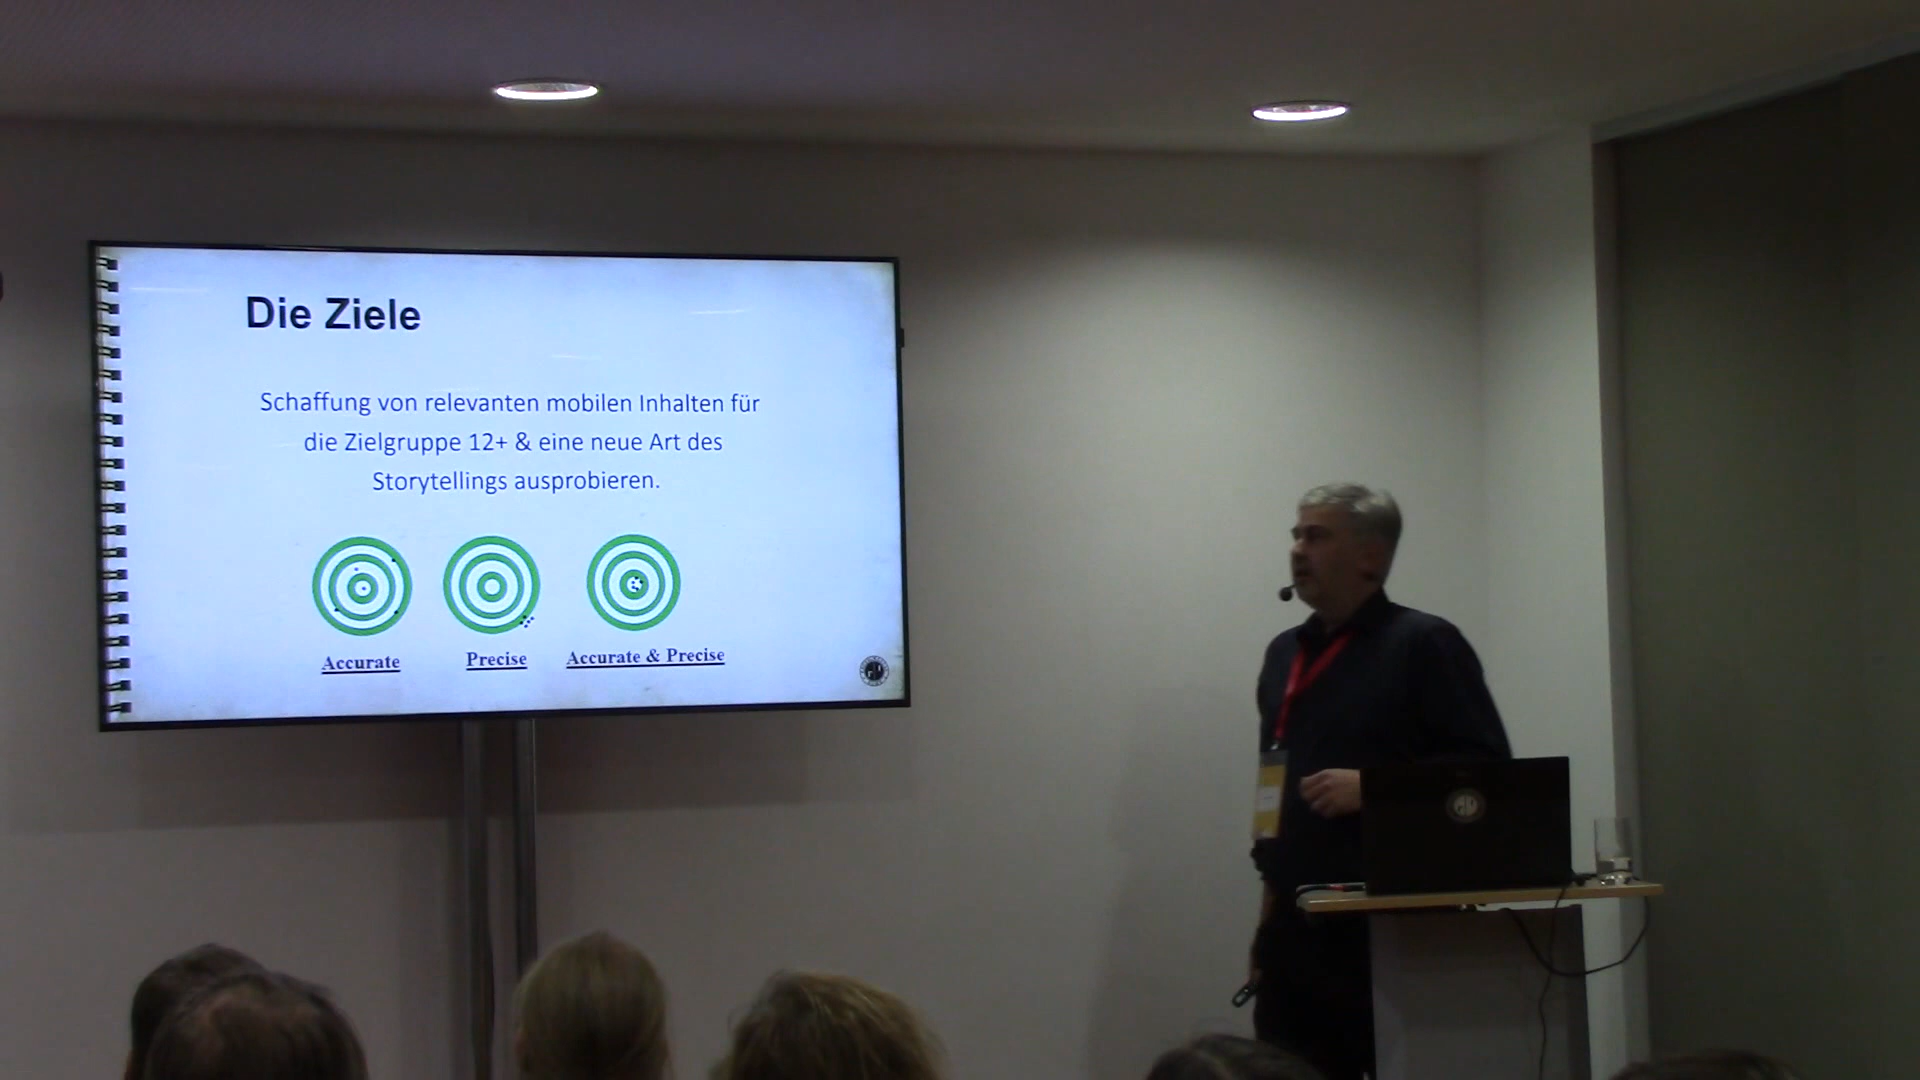 Die Ziele
Schaffung von relevanten mobilen Inhalten für
die Zielgruppe 12+ & eine neue Art des
Storytellings ausprobieren.
Accurate
Precise
Accurate & Precise